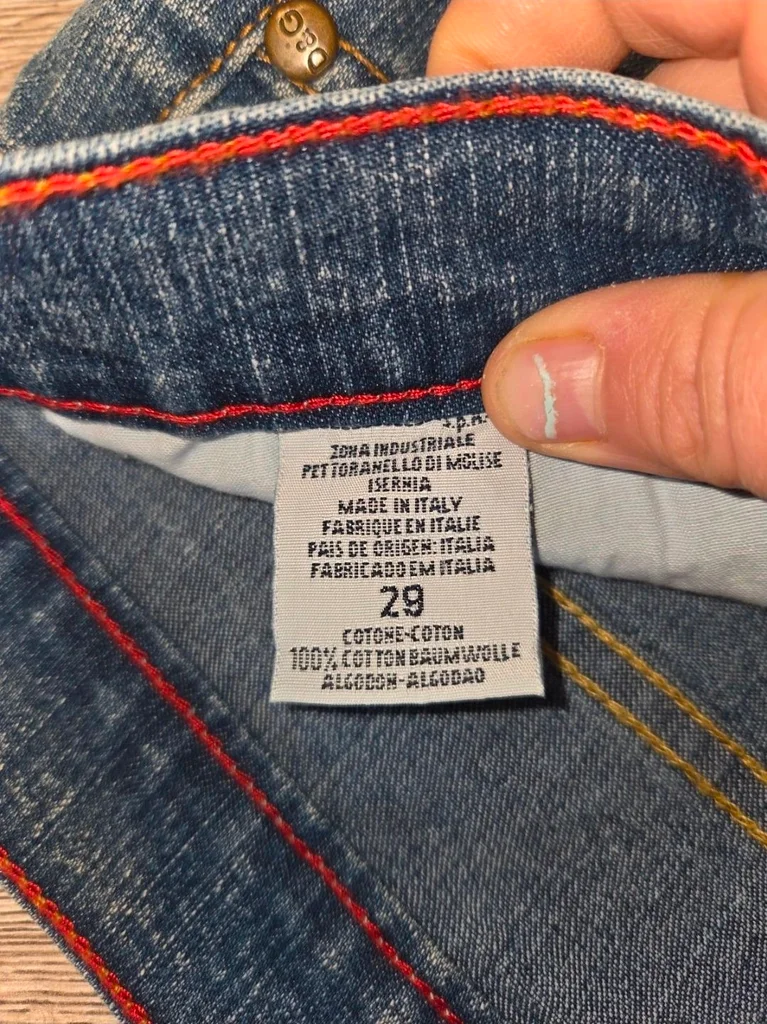 D&G
S.p.A.
ZONA INDUSTRIALE
PETTORANELLO DI MOLISE
ISERNIA
MADE IN ITALY
FABRIQUE EN ITALIE
PAIS DE ORIGEN: ITALIA
FABRICADO EM ITALIA
29
COTONE-COTON
100% COTTON BAUMWOLLE
ALGODON-ALGODAO